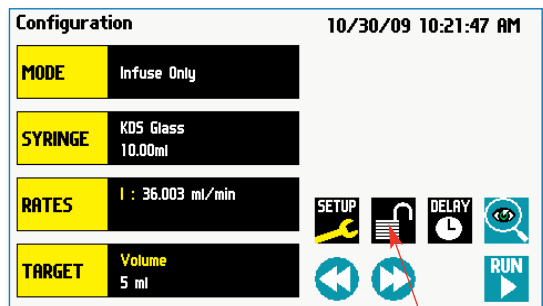 Configuration
10/30/09 10:21:47 AM
MODE
Infuse Only
SYRINGE
KDS Glass
10.00ml
RATES
I : 36.003 ml/min
SETUP
DELAY
TARGET
Volume
5 ml
RUN